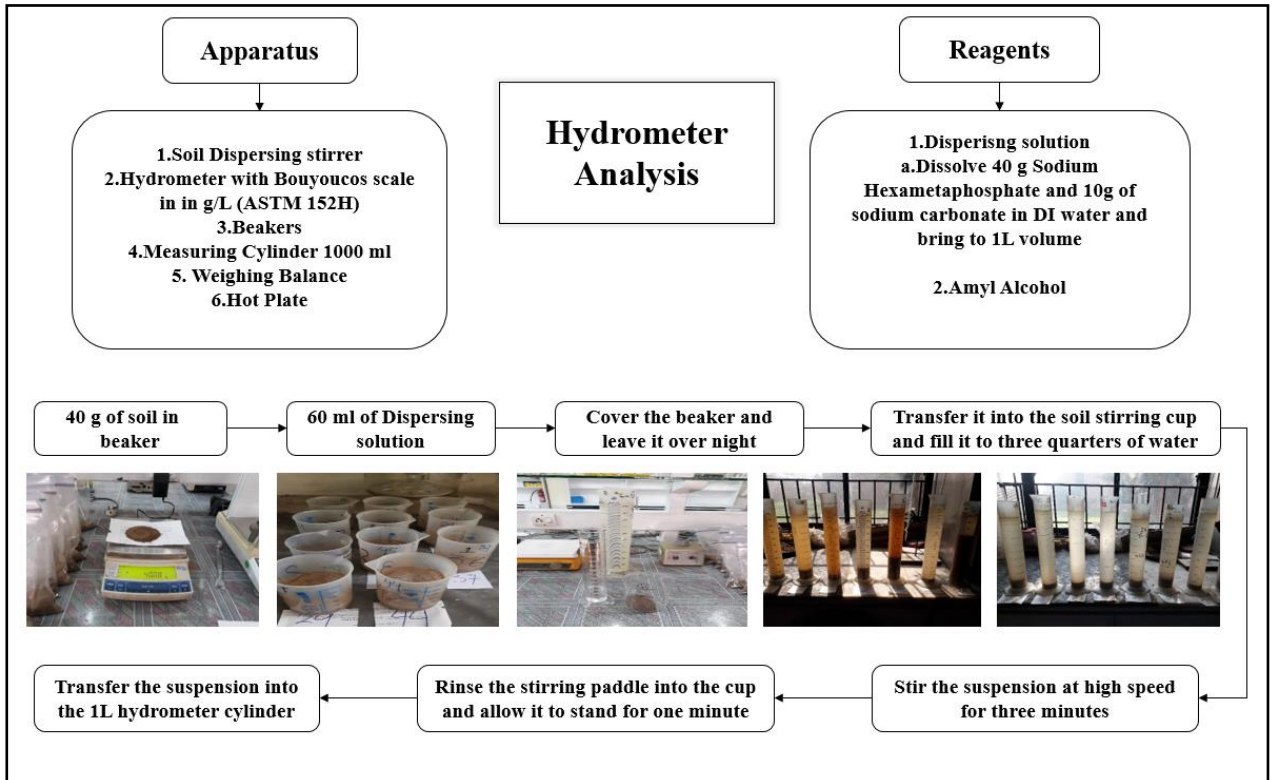 Apparatus
Reagents
Hydrometer
Analysis
1.Soil Dispersing stirrer
2.Hydrometer with Bouyoucos scale
in in g/L (ASTM 152H)
3.Beakers
4.Measuring Cylinder 1000 ml
5. Weighing Balance
6.Hot Plate
1.Disperisng solution
a.Dissolve 40 g Sodium
Hexametaphosphate and 10g of
sodium carbonate in DI water and
bring to 1L volume
2.Amyl Alcohol
40 g of soil in
beaker
60 ml of Dispersing
solution
Cover the beaker and
leave it over night
Transfer it into the soil stirring cup
and fill it to three quarters of water
Transfer the suspension into
the 1L hydrometer cylinder
Rinse the stirring paddle into the cup
and allow it to stand for one minute
Stir the suspension at high speed
for three minutes